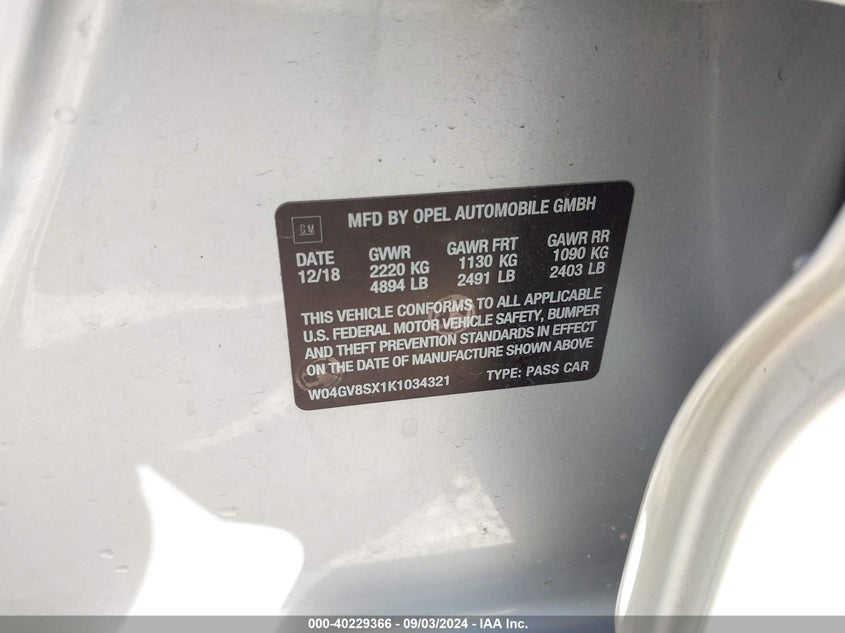 GM
MFD BY OPEL AUTOMOBILE GMBH
DATE GVWR GAWR FRT GAWR RR
12/18 2220 KG 1130 KG 1090 KG
4894 LB 2491 LB 2403 LB
THIS VEHICLE CONFORMS TO ALL APPLICABLE
U.S. FEDERAL MOTOR VEHICLE SAFETY, BUMPER
AND THEFT PREVENTION STANDARDS IN EFFECT
ON THE DATE OF MANUFACTURE SHOWN ABOVE
W04GV8SX1K1034321 TYPE: PASS CAR
000-40229366 - 09/03/2024 - IAA Inc.